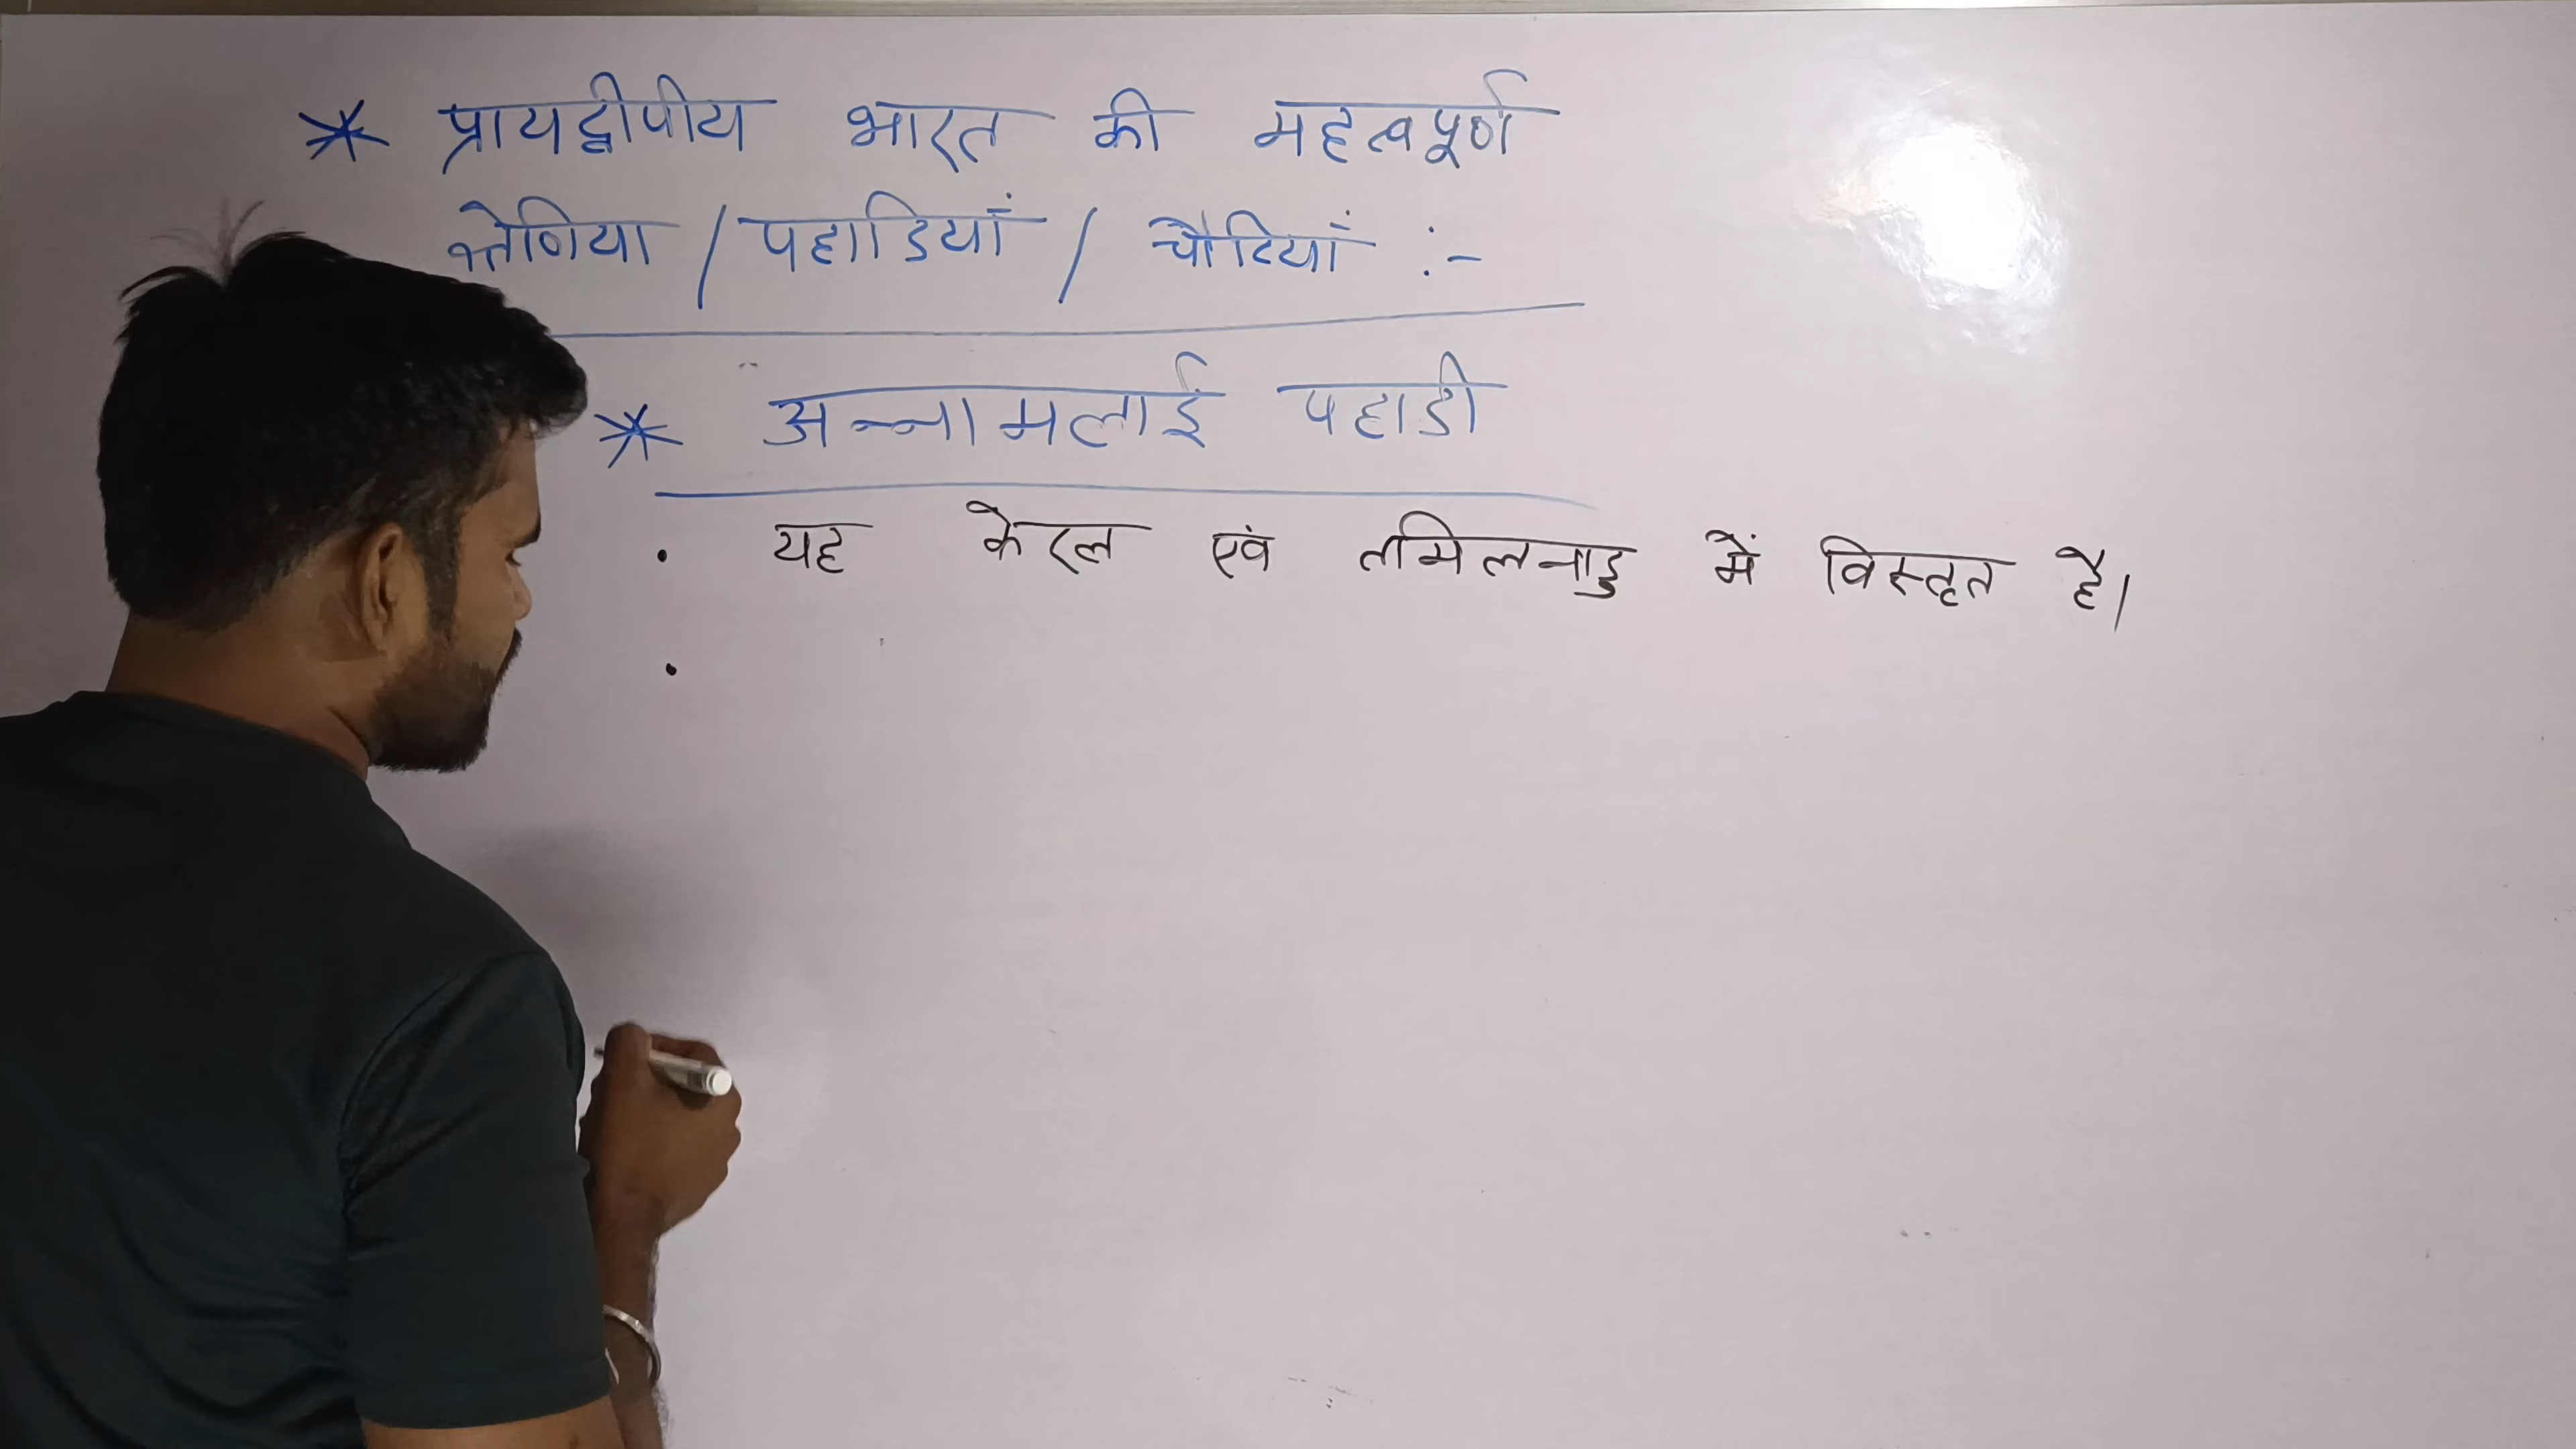 * प्रायद्वीपीय भारत की महत्वपूर्ण
श्रेणिया / पहाडियाँ / चौटियाँ :-
* अन्नामलाई पहाडी
• यह केरल एवं तमिलनाडु में विस्तृत है।
•